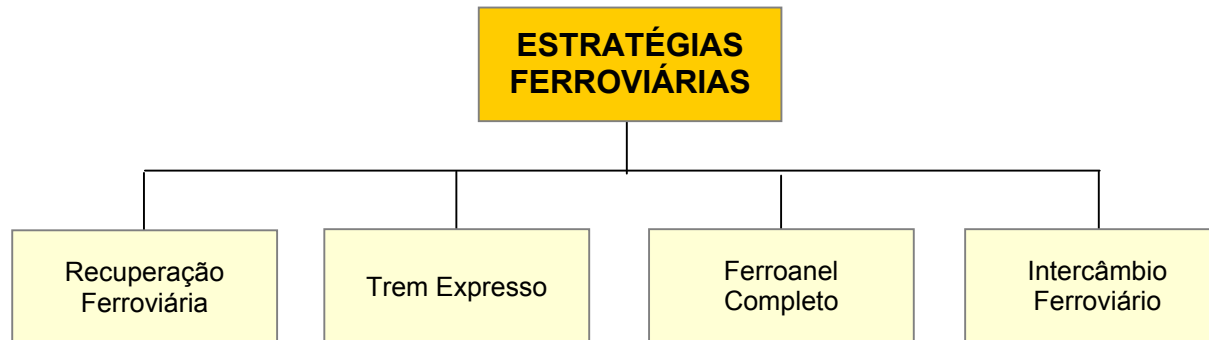 ESTRATÉGIAS
FERROVIÁRIAS
Recuperação
Ferroviária
Trem Expresso
Ferroanel
Completo
Intercâmbio
Ferroviário